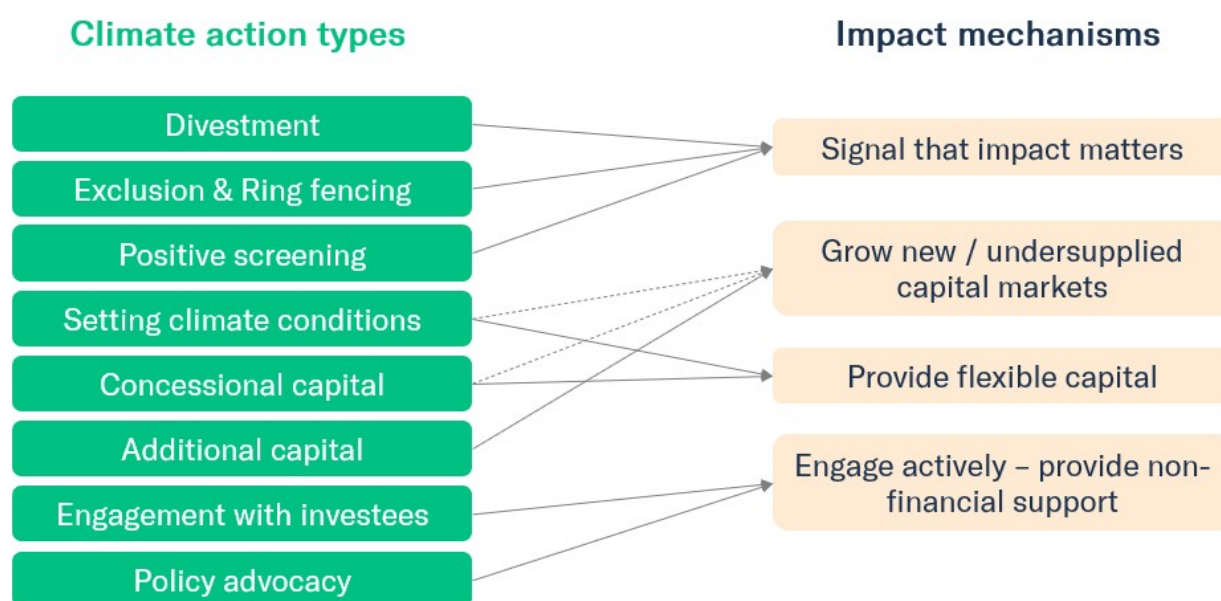 Climate action types
Impact mechanisms
Divestment
Exclusion & Ring fencing
Positive screening
Setting climate conditions
Concessional capital
Additional capital
Engagement with investees
Policy advocacy
Signal that impact matters
Grow new / undersupplied
capital markets
Provide flexible capital
Engage actively – provide non-
financial support